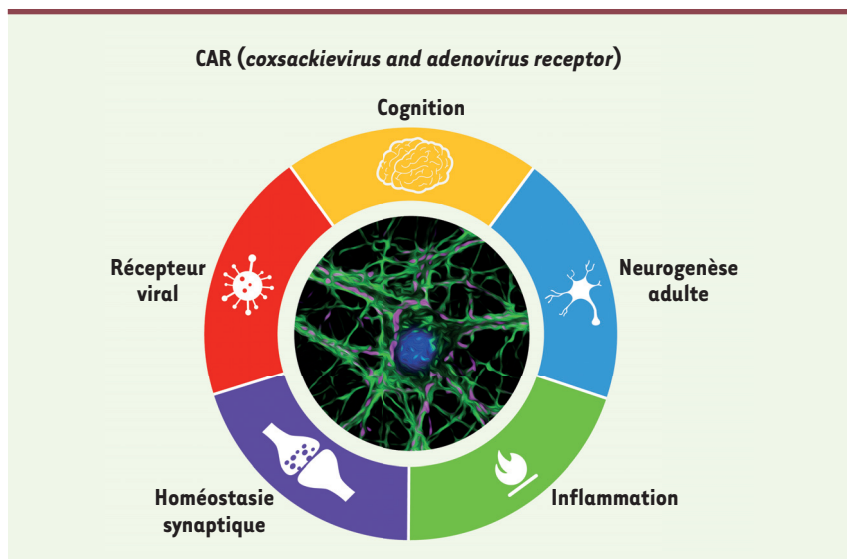 CAR (coxsackievirus and adenovirus receptor)
Cognition
Récepteur
viral
Neurogenèse
adulte
Homéostasie
synaptique
Inflammation